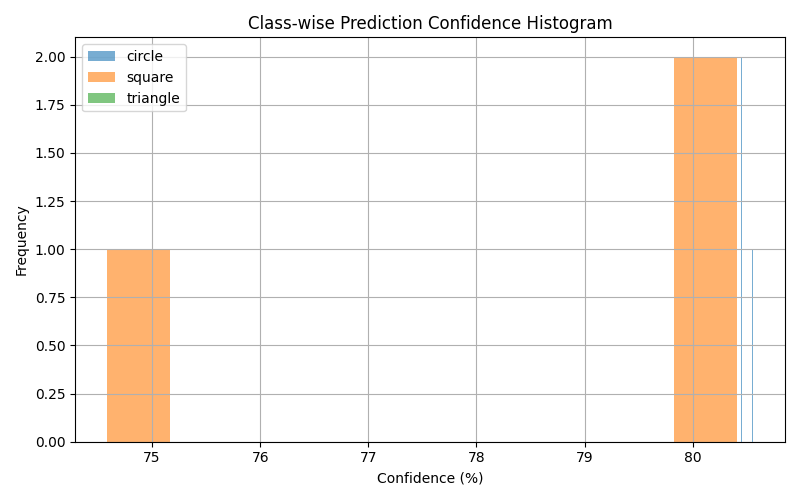 Class-wise Prediction Confidence Histogram
circle
square
triangle
2.00
1.75
1.50
1.25
1.00
0.75
0.50
0.25
0.00
Frequency
75 76 77 78 79 80
Confidence (%)